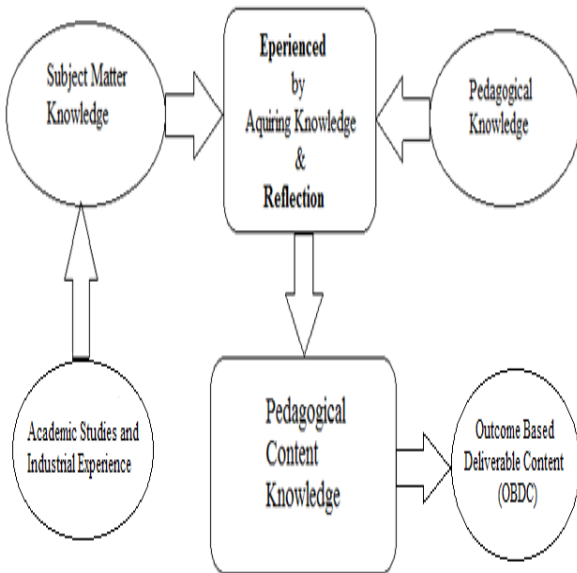 Subject Matter
Knowledge
Eperienced
by
Aquiring Knowledge
&
Reflection
Pedagogical
Knowledge
Academic Studies and
Industrial Experience
Pedagogical
Content
Knowledge
Outcome Based
Deliverable Content
(OBDC)